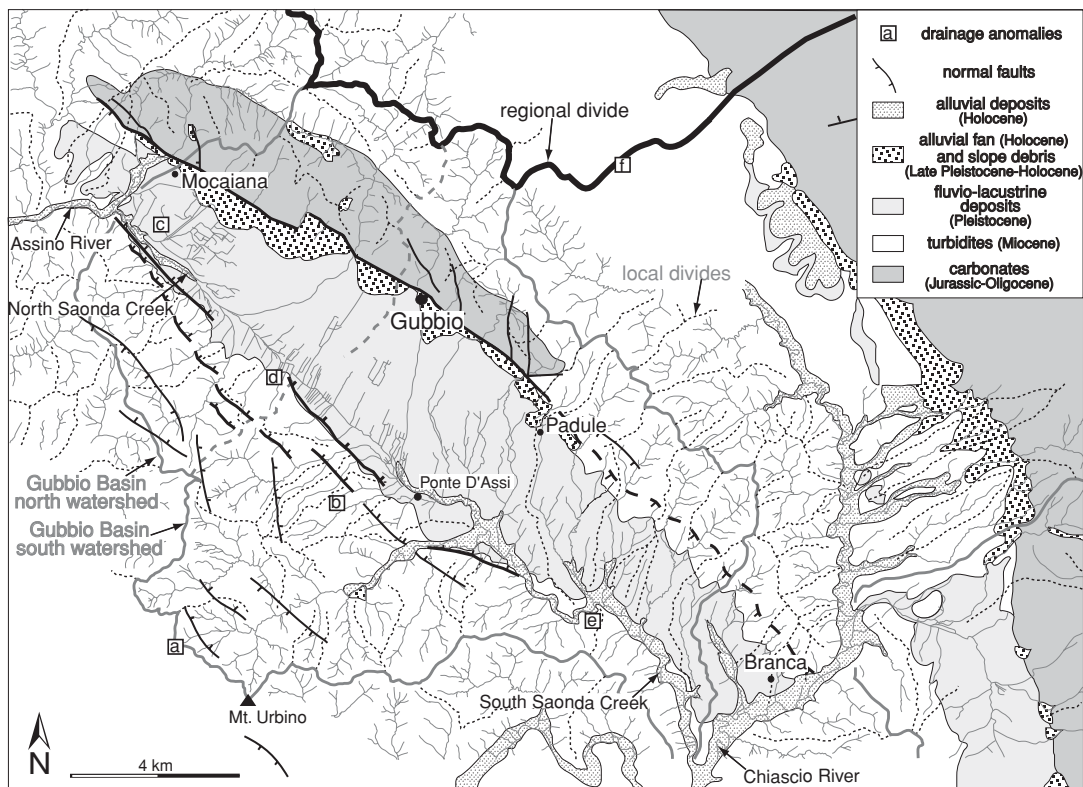 a drainage anomalies
normal faults
alluvial deposits
(Holocene)
alluvial fan (Holocene)
and slope debris
(Late Pleistocene-Holocene)
fluvio-lacustrine
deposits
(Pleistocene)
turbidites (Miocene)
carbonates
(Jurassic-Oligocene)
regional divide
f
Mocaiana
c
Assino River
local divides
North Saonda Creek
Gubbio
d
Padule
Gubbio Basin
north watershed
Ponte D'Assi
b
Gubbio Basin
south watershed
e
a
Branca
South Saonda Creek
Mt. Urbino
N
4 km
Chiascio River